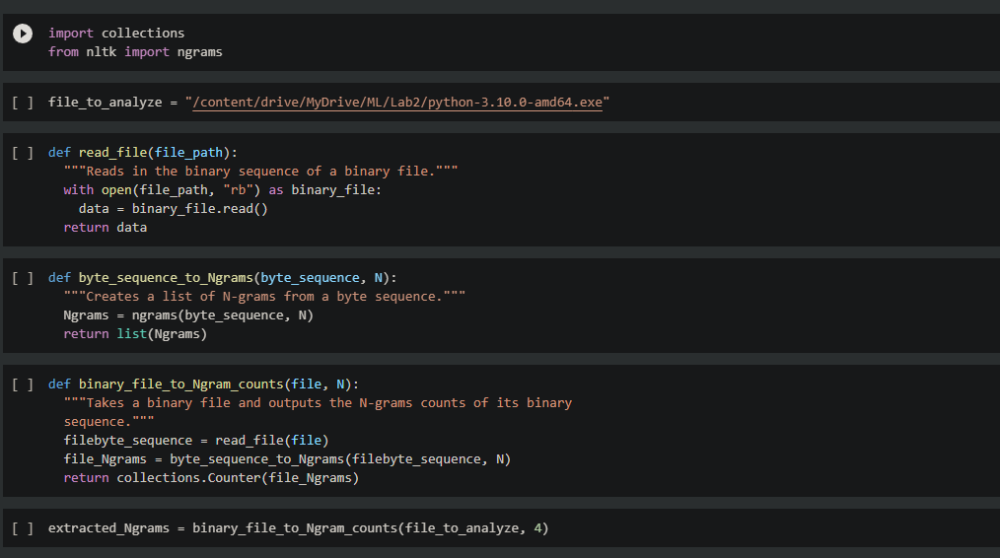 import collections
from nltk import ngrams
[ ] file_to_analyze = "/content/drive/MyDrive/ML/Lab2/python-3.10.0-amd64.exe"
[ ] def read_file(file_path):
"""Reads in the binary sequence of a binary file."""
with open(file_path, "rb") as binary_file:
data = binary_file.read()
return data
[ ] def byte_sequence_to_Ngrams(byte_sequence, N):
"""Creates a list of N-grams from a byte sequence."""
Ngrams = ngrams(byte_sequence, N)
return list(Ngrams)
[ ] def binary_file_to_Ngram_counts(file, N):
"""Takes a binary file and outputs the N-grams counts of its binary
sequence."""
filebyte_sequence = read_file(file)
file_Ngrams = byte_sequence_to_Ngrams(filebyte_sequence, N)
return collections.Counter(file_Ngrams)
[ ] extracted_Ngrams = binary_file_to_Ngram_counts(file_to_analyze, 4)